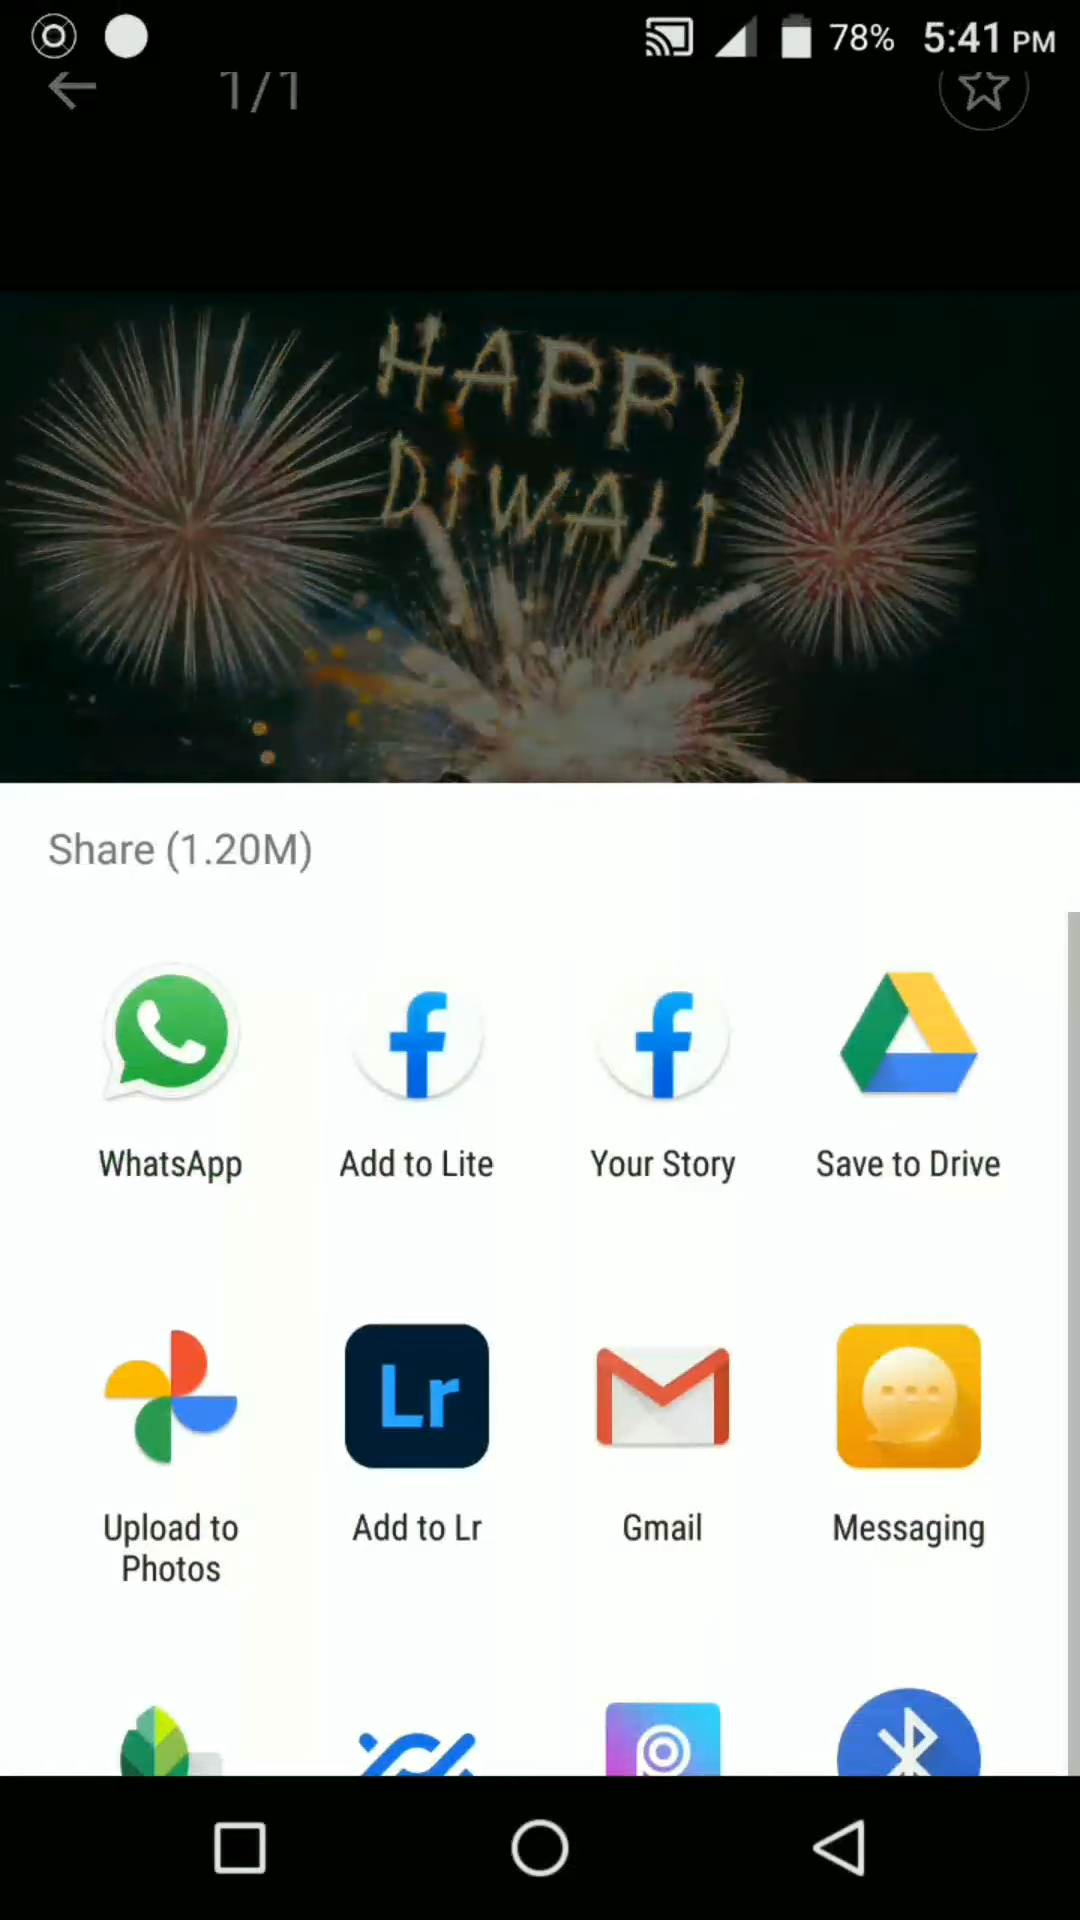 78% 5:41 PM
1/1
HAPPY
DIWALI
Share (1.20M)
WhatsApp
Add to Lite
Your Story
Save to Drive
Lr
Upload to
Photos
Add to Lr
Gmail
Messaging